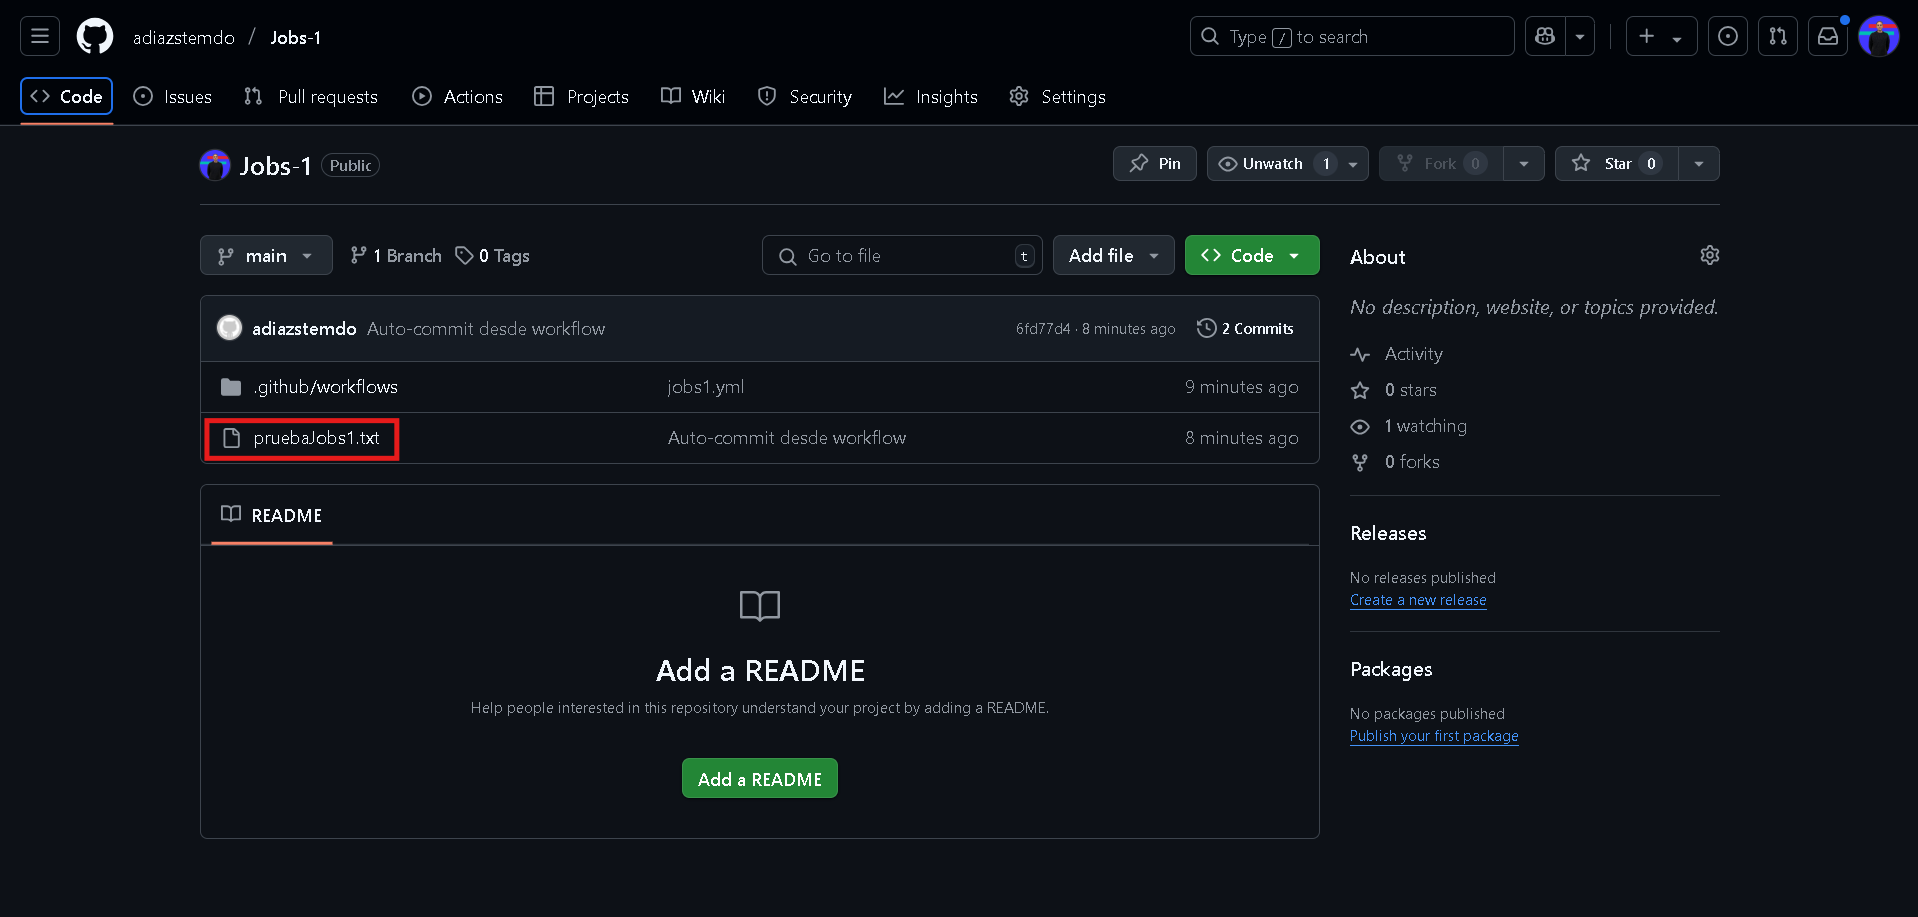 adiazstemdo / Jobs-1
Type / to search
Code Issues Pull requests Actions Projects Wiki Security Insights Settings
Jobs-1 Public
Pin Unwatch 1 Fork 0 Star 0
main 1 Branch 0 Tags Go to file t Add file Code
adiazstemdo Auto-commit desde workflow 6fd77d4 · 8 minutes ago 2 Commits
.github/workflows jobs1.yml 9 minutes ago
pruebaJobs1.txt Auto-commit desde workflow 8 minutes ago
README
Add a README
Help people interested in this repository understand your project by adding a README.
Add a README
About
No description, website, or topics provided.
Activity
0 stars
1 watching
0 forks
Releases
No releases published
Create a new release
Packages
No packages published
Publish your first package